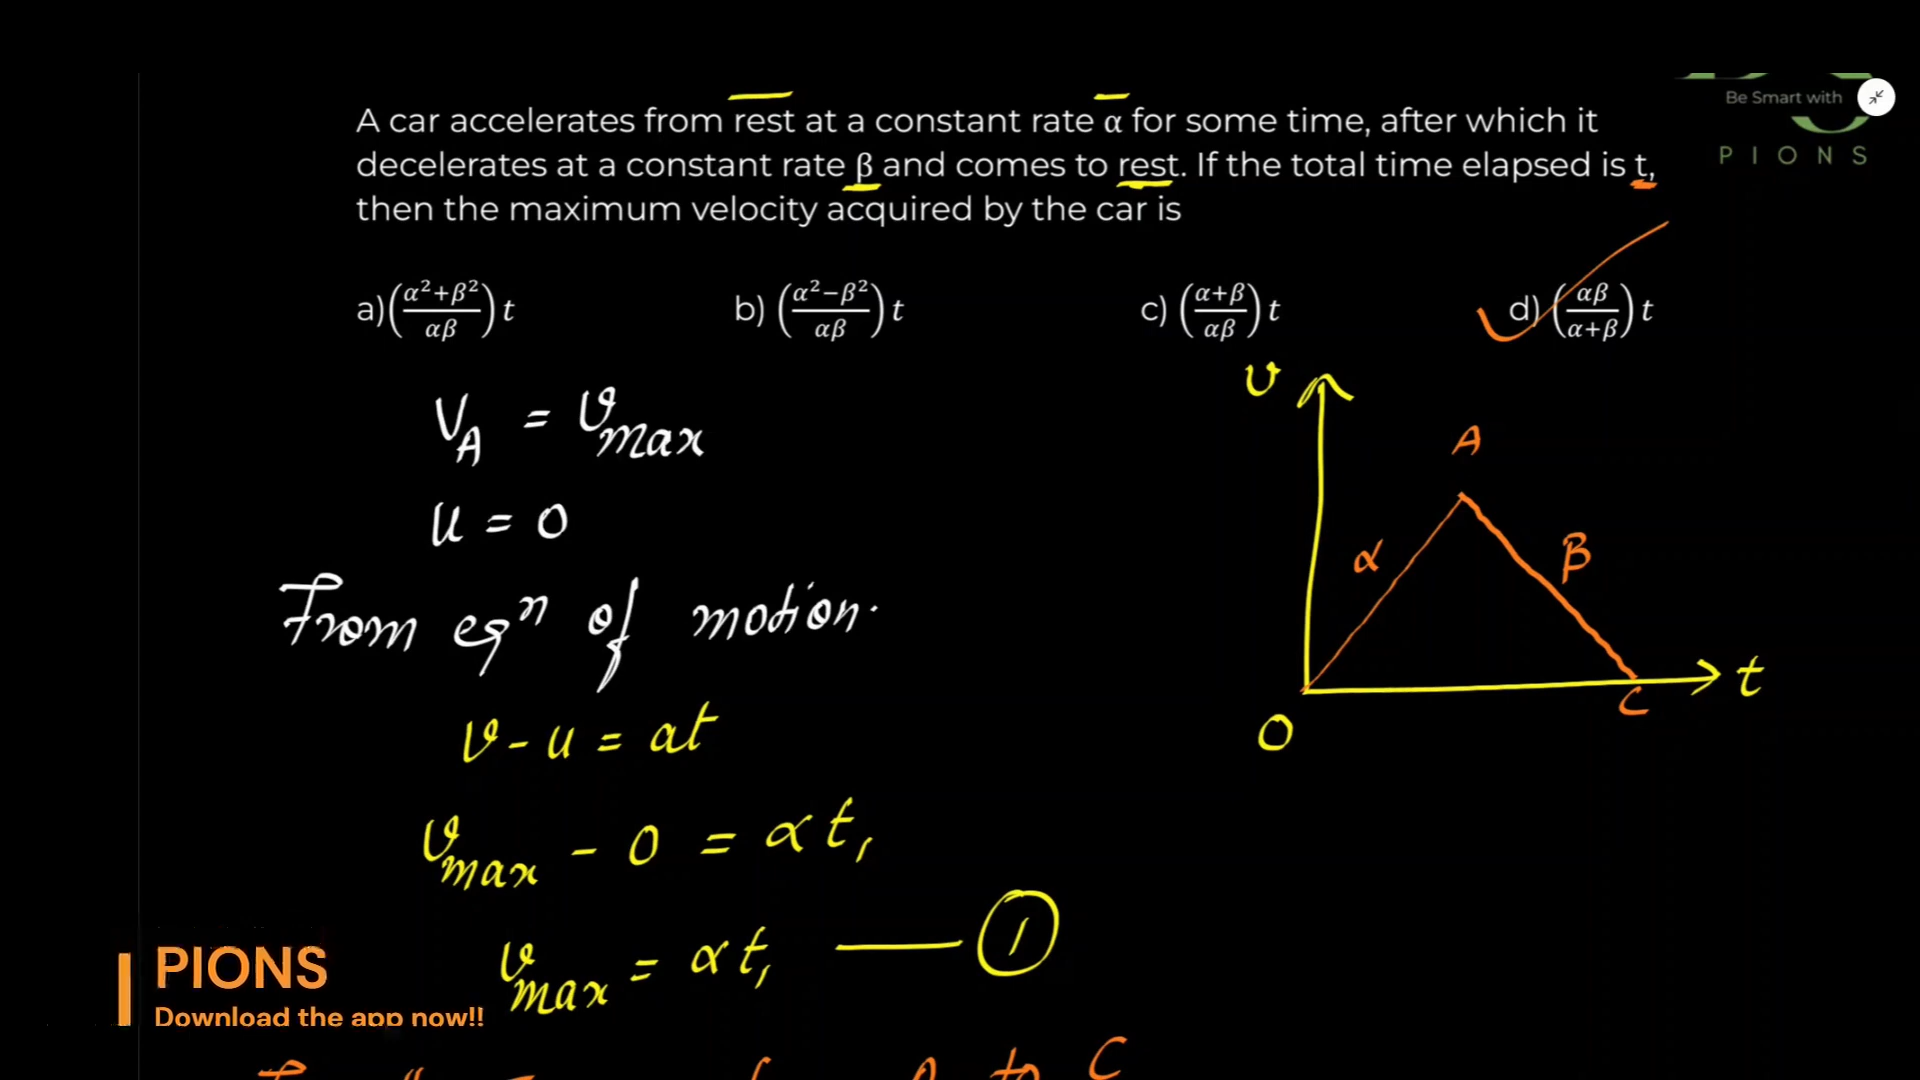 Be Smart with
PIONS
A car accelerates from rest at a constant rate α for some time, after which it
decelerates at a constant rate β and comes to rest. If the total time elapsed is t,
then the maximum velocity acquired by the car is
a) (α²+β²/αβ) t b) (α²−β²/αβ) t c) (α+β/αβ) t d) (αβ/α+β) t
V_A = v_max
u = 0
From eqⁿ of motion.
v - u = at
v_max - 0 = αt₁
v_max = αt₁ — ①
A to C
v
A
α
β
t
C
O
PIONS
Download the app now!!